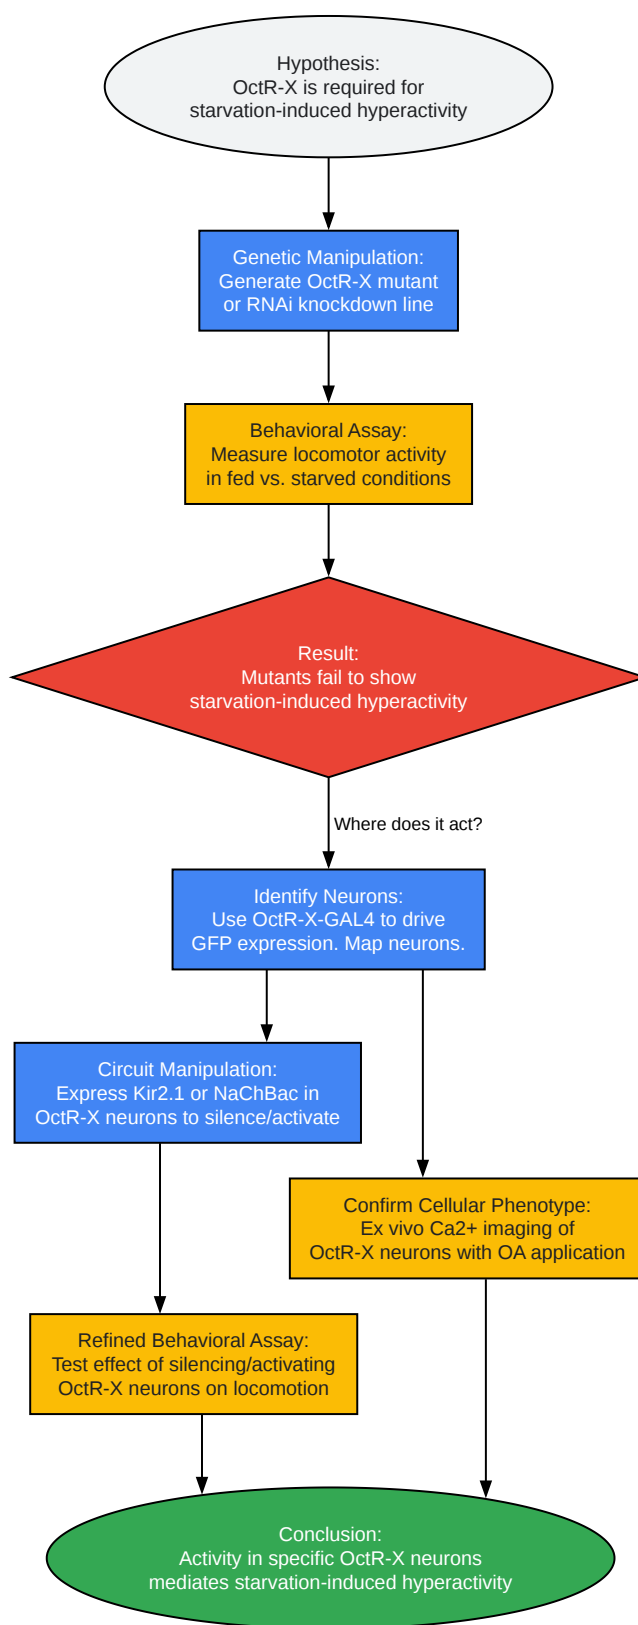 Hypothesis:
OctR-X is required for
starvation-induced hyperactivity
Genetic Manipulation:
Generate OctR-X mutant
or RNAi knockdown line
Behavioral Assay:
Measure locomotor activity
in fed vs. starved conditions
Result:
Mutants fail to show
starvation-induced hyperactivity
Where does it act?
Identify Neurons:
Use OctR-X-GAL4 to drive
GFP expression. Map neurons.
Circuit Manipulation:
Express Kir2.1 or NaChBac in
OctR-X neurons to silence/activate
Confirm Cellular Phenotype:
Ex vivo Ca2+ imaging of
OctR-X neurons with OA application
Refined Behavioral Assay:
Test effect of silencing/activating
OctR-X neurons on locomotion
Conclusion:
Activity in specific OctR-X neurons
mediates starvation-induced hyperactivity